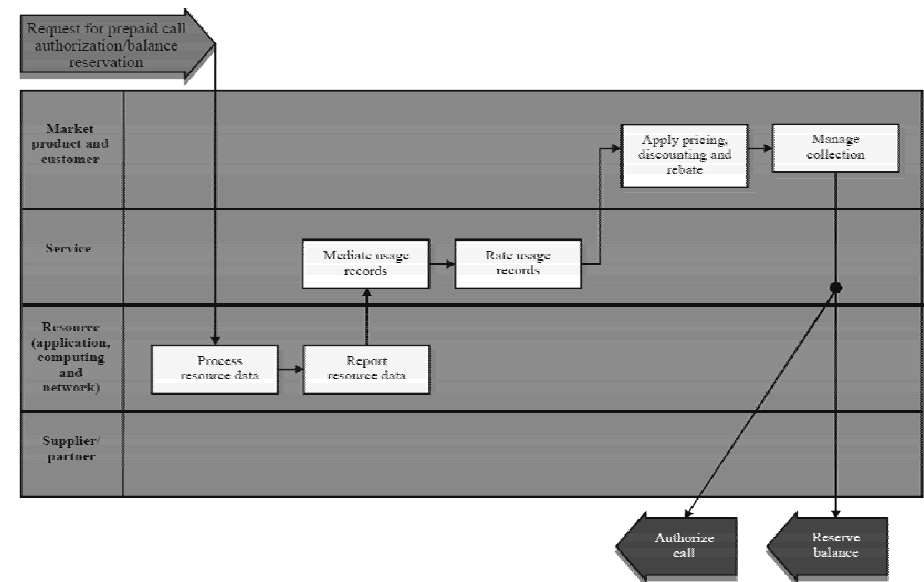 Request for prepaid call
authorization/balance
reservation
Market
product and
customer
Apply pricing,
discounting and
rebate
Manage
collection
Service
Mediate usage
records
Rate usage
records
Resource
(application,
computing
and
network)
Process
resource data
Report
resource data
Supplier/
partner
Authorize
call
Reserve
balance